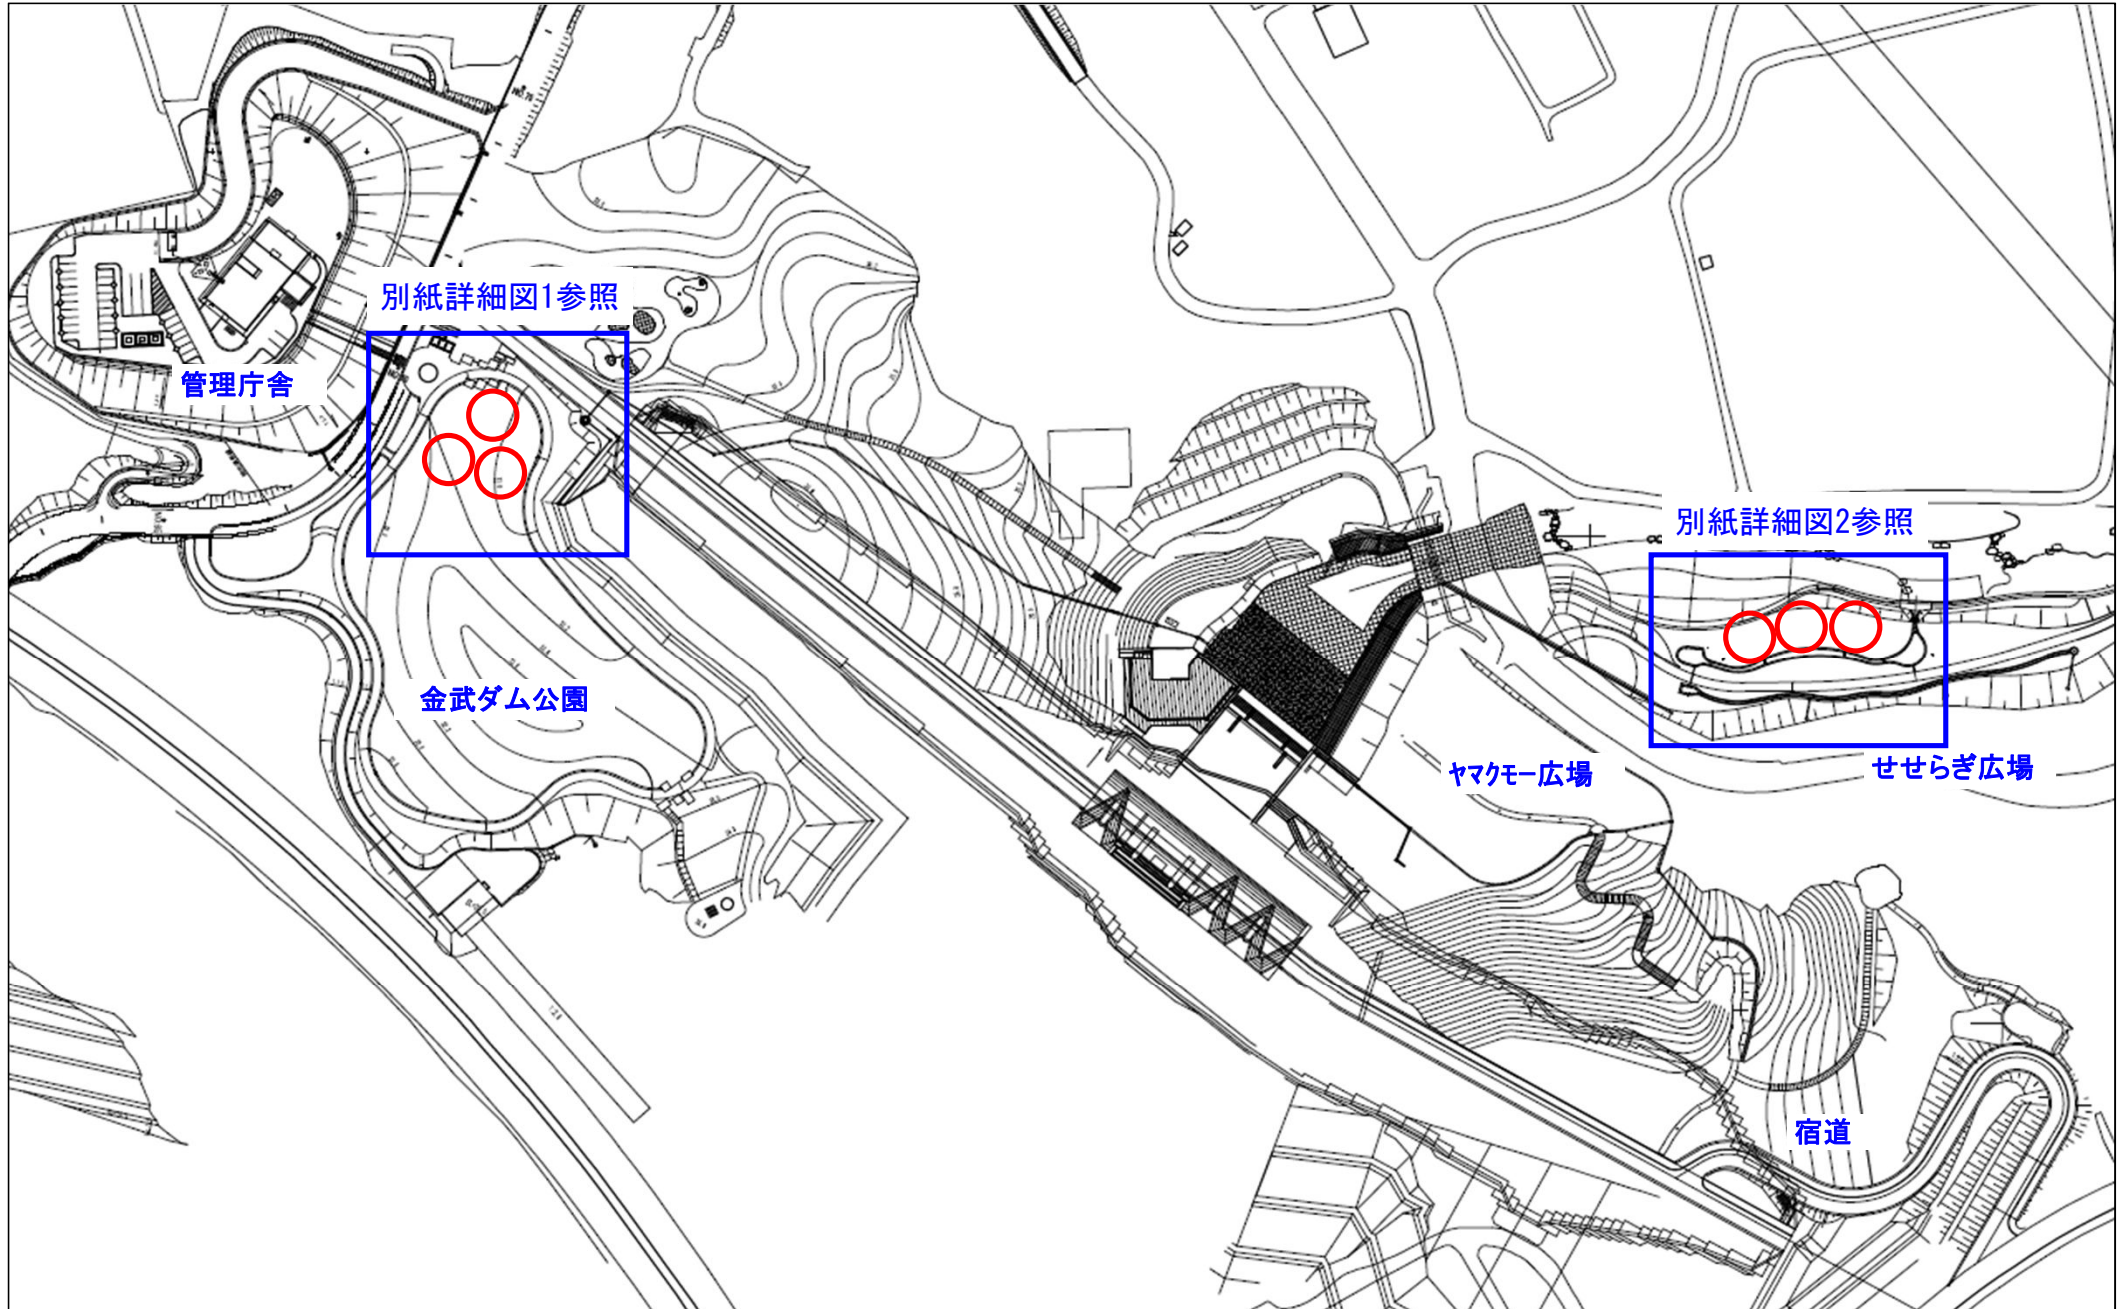 別紙詳細図1参照
管理庁舎
別紙詳細図2参照
金武ダム公園
ヤマクモー広場
せせらぎ広場
宿道